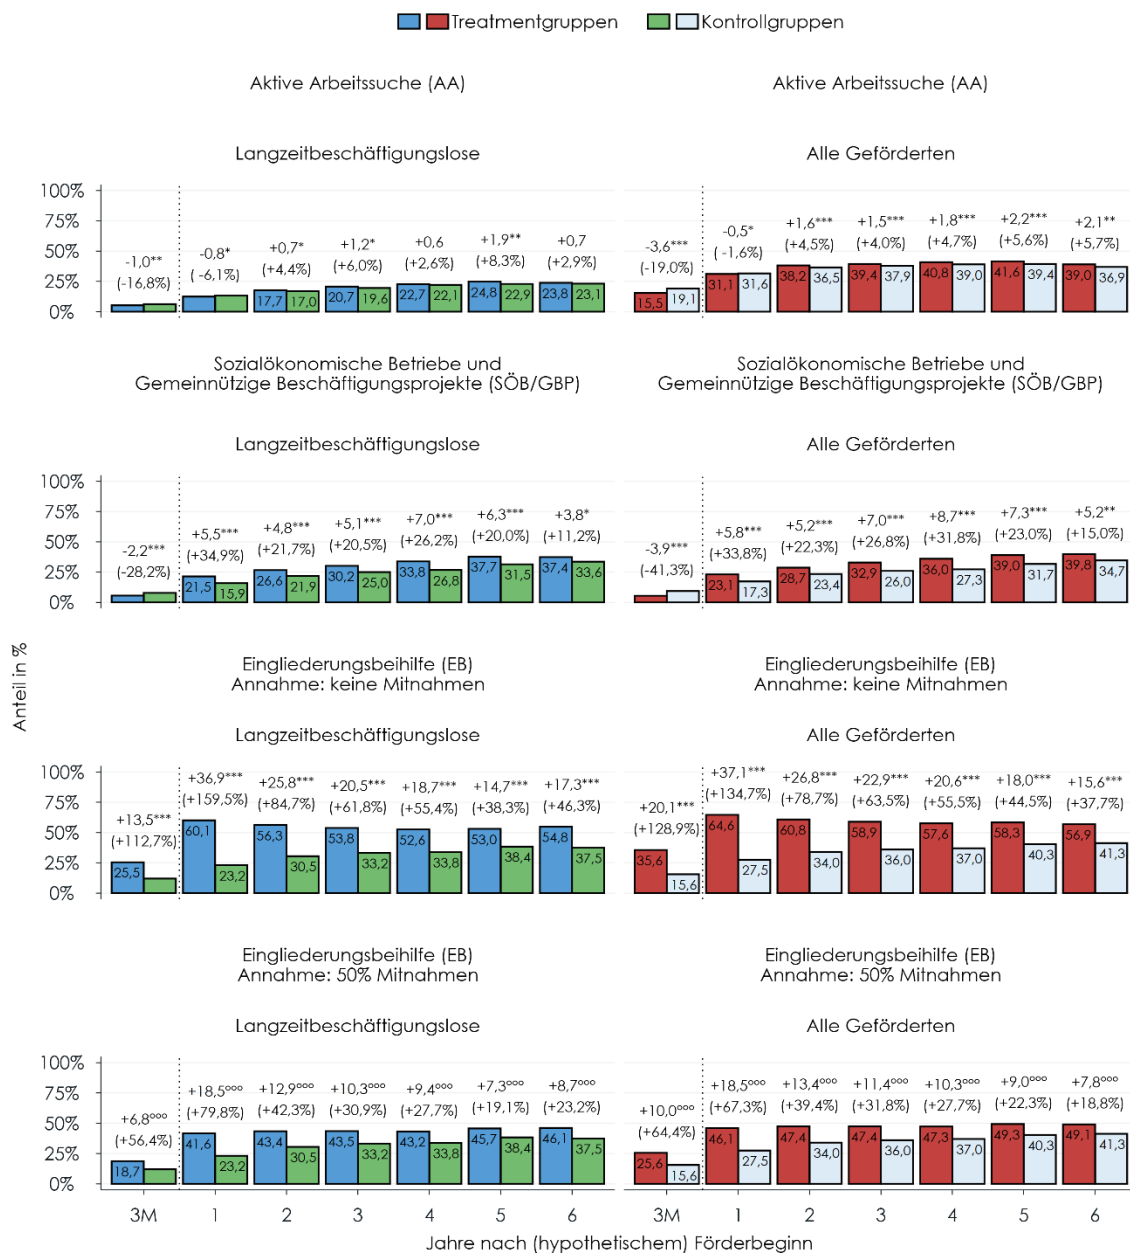 Treatmentgruppen Kontrollgruppen
Aktive Arbeitssuche (AA) Aktive Arbeitssuche (AA)
Langzeitbeschäftigungslose Alle Geförderten
100%
75%
50%
25%
0%
-1,0** -0,8* +0,7* +1,2* +0,6 +1,9** +0,7
(-16,8%) (-6,1%) (+4,4%) (+6,0%) (+2,6%) (+8,3%) (+2,9%)
17,7 17,0 20,7 19,6 22,7 22,1 24,8 22,9 23,8 23,1
-3,6*** -0,5* +1,6*** +1,5*** +1,8*** +2,2*** +2,1**
(-19,0%) (-1,6%) (+4,5%) (+4,0%) (+4,7%) (+5,6%) (+5,7%)
15,5 19,1 31,1 31,6 38,2 36,5 39,4 37,9 40,8 39,0 41,6 39,4 39,0 36,9
Sozialökonomische Betriebe und Sozialökonomische Betriebe und
Gemeinnützige Beschäftigungsprojekte (SÖB/GBP) Gemeinnützige Beschäftigungsprojekte (SÖB/GBP)
Langzeitbeschäftigungslose Alle Geförderten
100%
75%
50%
25%
0%
-2,2*** +5,5*** +4,8*** +5,1*** +7,0*** +6,3*** +3,8*
(-28,2%) (+34,9%) (+21,7%) (+20,5%) (+26,2%) (+20,0%) (+11,2%)
21,5 15,9 26,6 21,9 30,2 25,0 33,8 26,8 37,7 31,5 37,4 33,6
-3,9*** +5,8*** +5,2*** +7,0*** +8,7*** +7,3*** +5,2**
(-41,3%) (+33,8%) (+22,3%) (+26,8%) (+31,8%) (+23,0%) (+15,0%)
23,1 17,3 28,7 23,4 32,9 26,0 36,0 27,3 39,0 31,7 39,8 34,7
Anteil in %
Eingliederungsbeihilfe (EB) Eingliederungsbeihilfe (EB)
Annahme: keine Mitnahmen Annahme: keine Mitnahmen
Langzeitbeschäftigungslose Alle Geförderten
100%
75%
50%
25%
0%
+13,5*** +36,9*** +25,8*** +20,5*** +18,7*** +14,7*** +17,3***
(+112,7%) (+159,5%) (+84,7%) (+61,8%) (+55,4%) (+38,3%) (+46,3%)
25,5 60,1 23,2 56,3 30,5 53,8 33,2 52,6 33,8 53,0 38,4 54,8 37,5
+20,1*** +37,1*** +26,8*** +22,9*** +20,6*** +18,0*** +15,6***
(+128,9%) (+134,7%) (+78,7%) (+63,5%) (+55,5%) (+44,5%) (+37,7%)
35,6 15,6 64,6 27,5 60,8 34,0 58,9 36,0 57,6 37,0 58,3 40,3 56,9 41,3
Eingliederungsbeihilfe (EB) Eingliederungsbeihilfe (EB)
Annahme: 50% Mitnahmen Annahme: 50% Mitnahmen
Langzeitbeschäftigungslose Alle Geförderten
100%
75%
50%
25%
0%
+6,8°°° +18,5°°° +12,9°°° +10,3°°° +9,4°°° +7,3°°° +8,7°°°
(+56,4%) (+79,8%) (+42,3%) (+30,9%) (+27,7%) (+19,1%) (+23,2%)
18,7 41,6 23,2 43,4 30,5 43,5 33,2 43,2 33,8 45,7 38,4 46,1 37,5
+10,0°°° +18,5°°° +13,4°°° +11,4°°° +10,3°°° +9,0°°° +7,8°°°
(+64,4%) (+67,3%) (+39,4%) (+31,8%) (+27,7%) (+22,3%) (+18,8%)
25,6 15,6 46,1 27,5 47,4 34,0 47,4 36,0 47,3 37,0 49,3 40,3 49,1 41,3
3M 1 2 3 4 5 6 3M 1 2 3 4 5 6
Jahre nach (hypothetischem) Förderbeginn